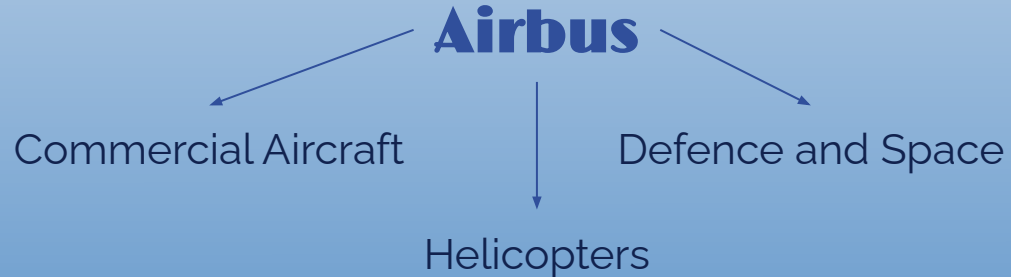 Airbus
Commercial Aircraft
Defence and Space
Helicopters